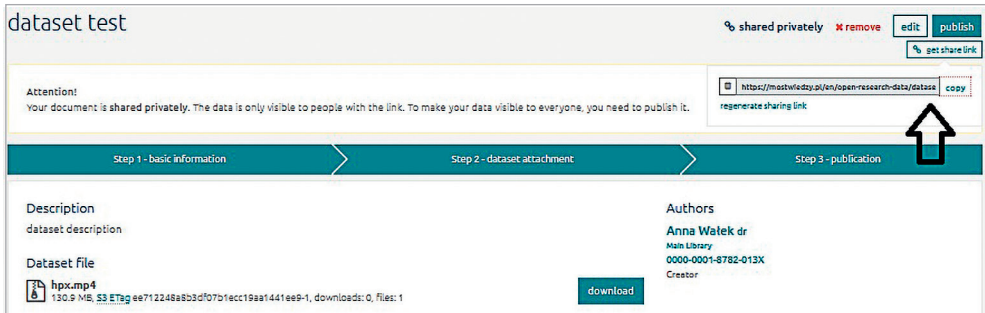 dataset test
shared privately remove edit publish
get share link
https://mostwiedzy.pl/en/open-research-data/datase copy
regenerate sharing link
Attention!
Your document is shared privately. The data is only visible to people with the link. To make your data visible to everyone, you need to publish it.
Step 1 - basic information
Step 2 - dataset attachment
Step 3 - publication
Description
dataset description
Dataset file
hpx.mp4
130.9 MB, S3 ETag ee712248a8b3df07b1ecc19aa1441ee9-1, downloads: 0, files: 1
download
Authors
Anna Wałek dr
Main Library
0000-0001-8782-013X
Creator